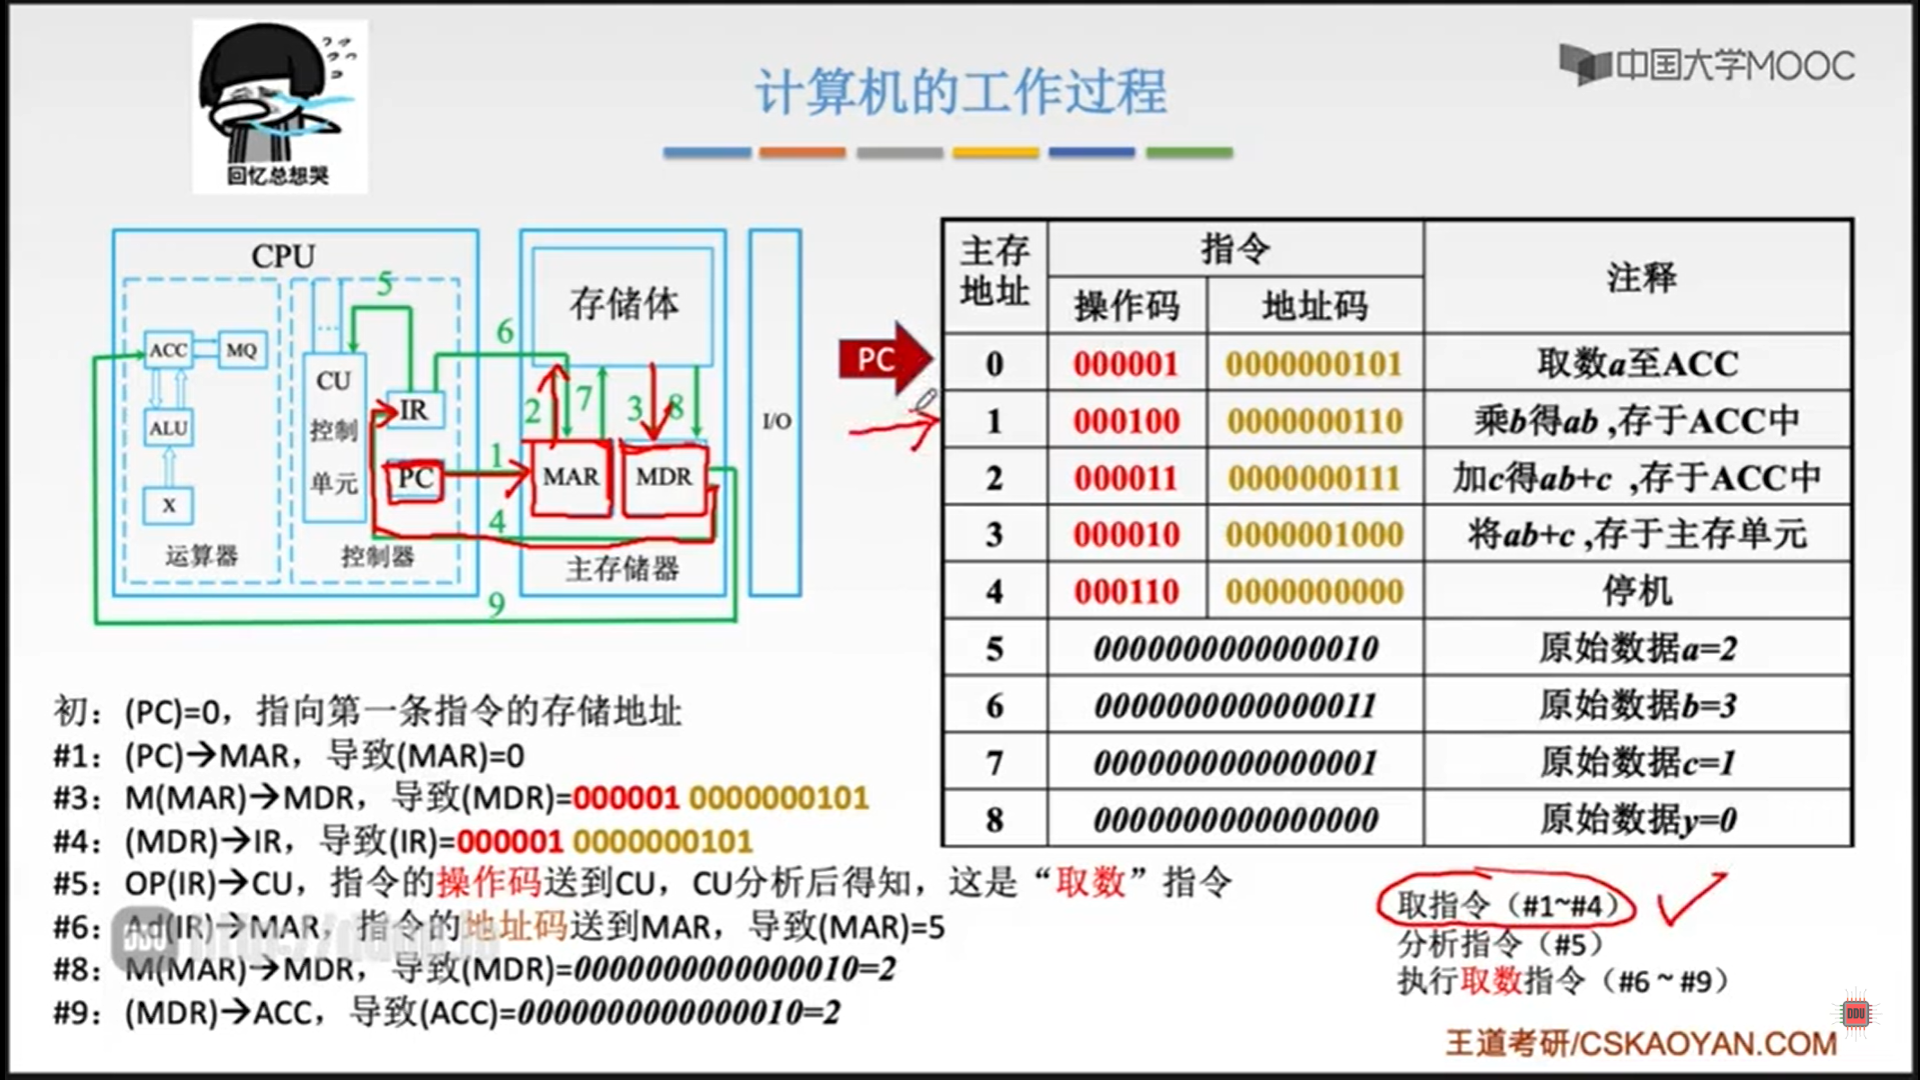 回忆总想哭
计算机的工作过程
中国大学MOOC
CPU
ACC
MQ
ALU
X
运算器
CU
控制
单元
IR
PC
控制器
5
6
1
4
9
存储体
2
7
3
8
MAR
MDR
主存储器
I/O
PC
主存地址 指令 注释
操作码 地址码
0 000001 0000000101 取数a至ACC
1 000100 0000000110 乘b得ab ,存于ACC中
2 000011 0000000111 加c得ab+c ,存于ACC中
3 000010 0000001000 将ab+c ,存于主存单元
4 000110 0000000000 停机
5 0000000000000010 原始数据a=2
6 0000000000000011 原始数据b=3
7 0000000000000001 原始数据c=1
8 0000000000000000 原始数据y=0
初：(PC)=0，指向第一条指令的存储地址
#1：(PC)→MAR，导致(MAR)=0
#3：M(MAR)→MDR，导致(MDR)=000001 0000000101
#4：(MDR)→IR，导致(IR)=000001 0000000101
#5：OP(IR)→CU，指令的操作码送到CU，CU分析后得知，这是“取数”指令
#6：Ad(IR)→MAR，指令的地址码送到MAR，导致(MAR)=5
#8：M(MAR)→MDR，导致(MDR)=0000000000000010=2
#9：(MDR)→ACC，导致(ACC)=0000000000000010=2
取指令（#1~#4）
分析指令（#5）
执行取数指令（#6 ~ #9）
王道考研/CSKAOYAN.COM
DDU